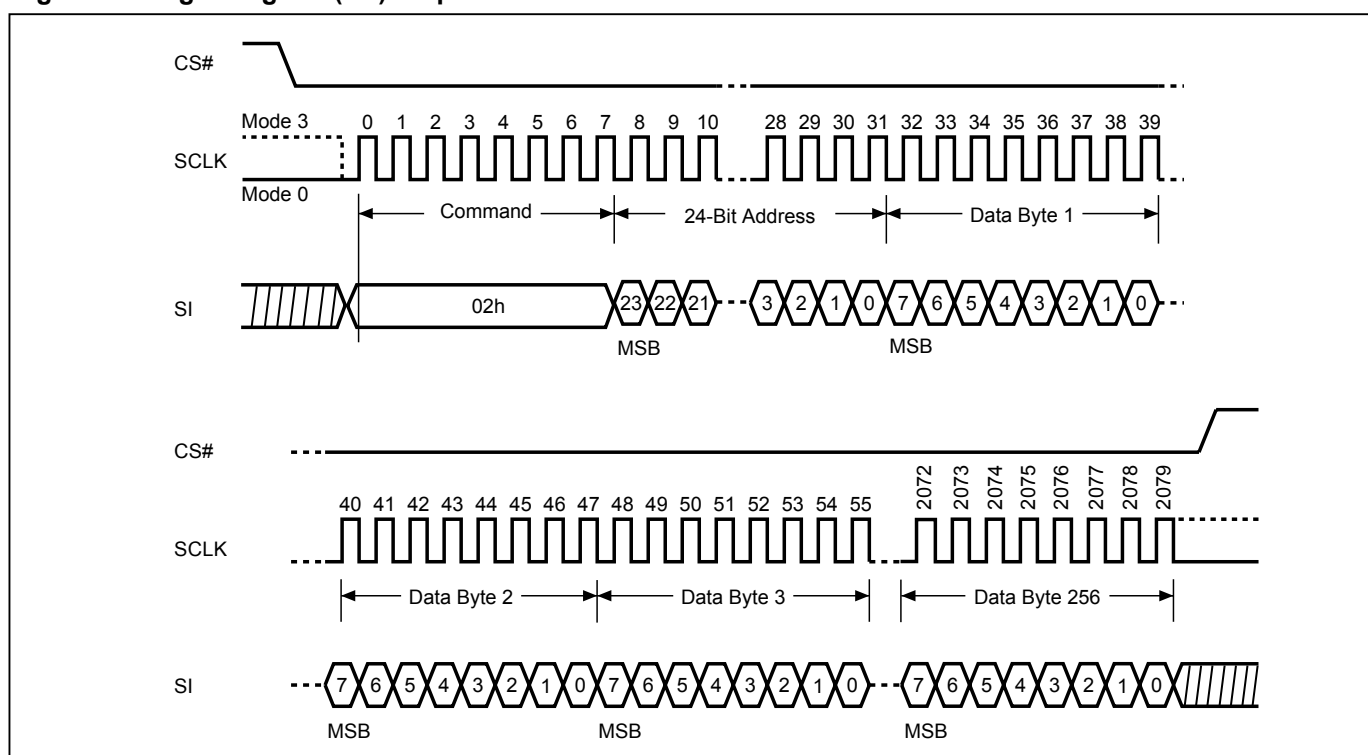 CS#
Mode 3
0 1 2 3 4 5 6 7 8 9 10 28 29 30 31 32 33 34 35 36 37 38 39
SCLK
Mode 0
Command 24-Bit Address Data Byte 1
SI 02h 23 22 21 3 2 1 0 7 6 5 4 3 2 1 0
MSB MSB
CS#
40 41 42 43 44 45 46 47 48 49 50 51 52 53 54 55 2072 2073 2074 2075 2076 2077 2078 2079
SCLK
Data Byte 2 Data Byte 3 Data Byte 256
SI 7 6 5 4 3 2 1 0 7 6 5 4 3 2 1 0 7 6 5 4 3 2 1 0
MSB MSB MSB